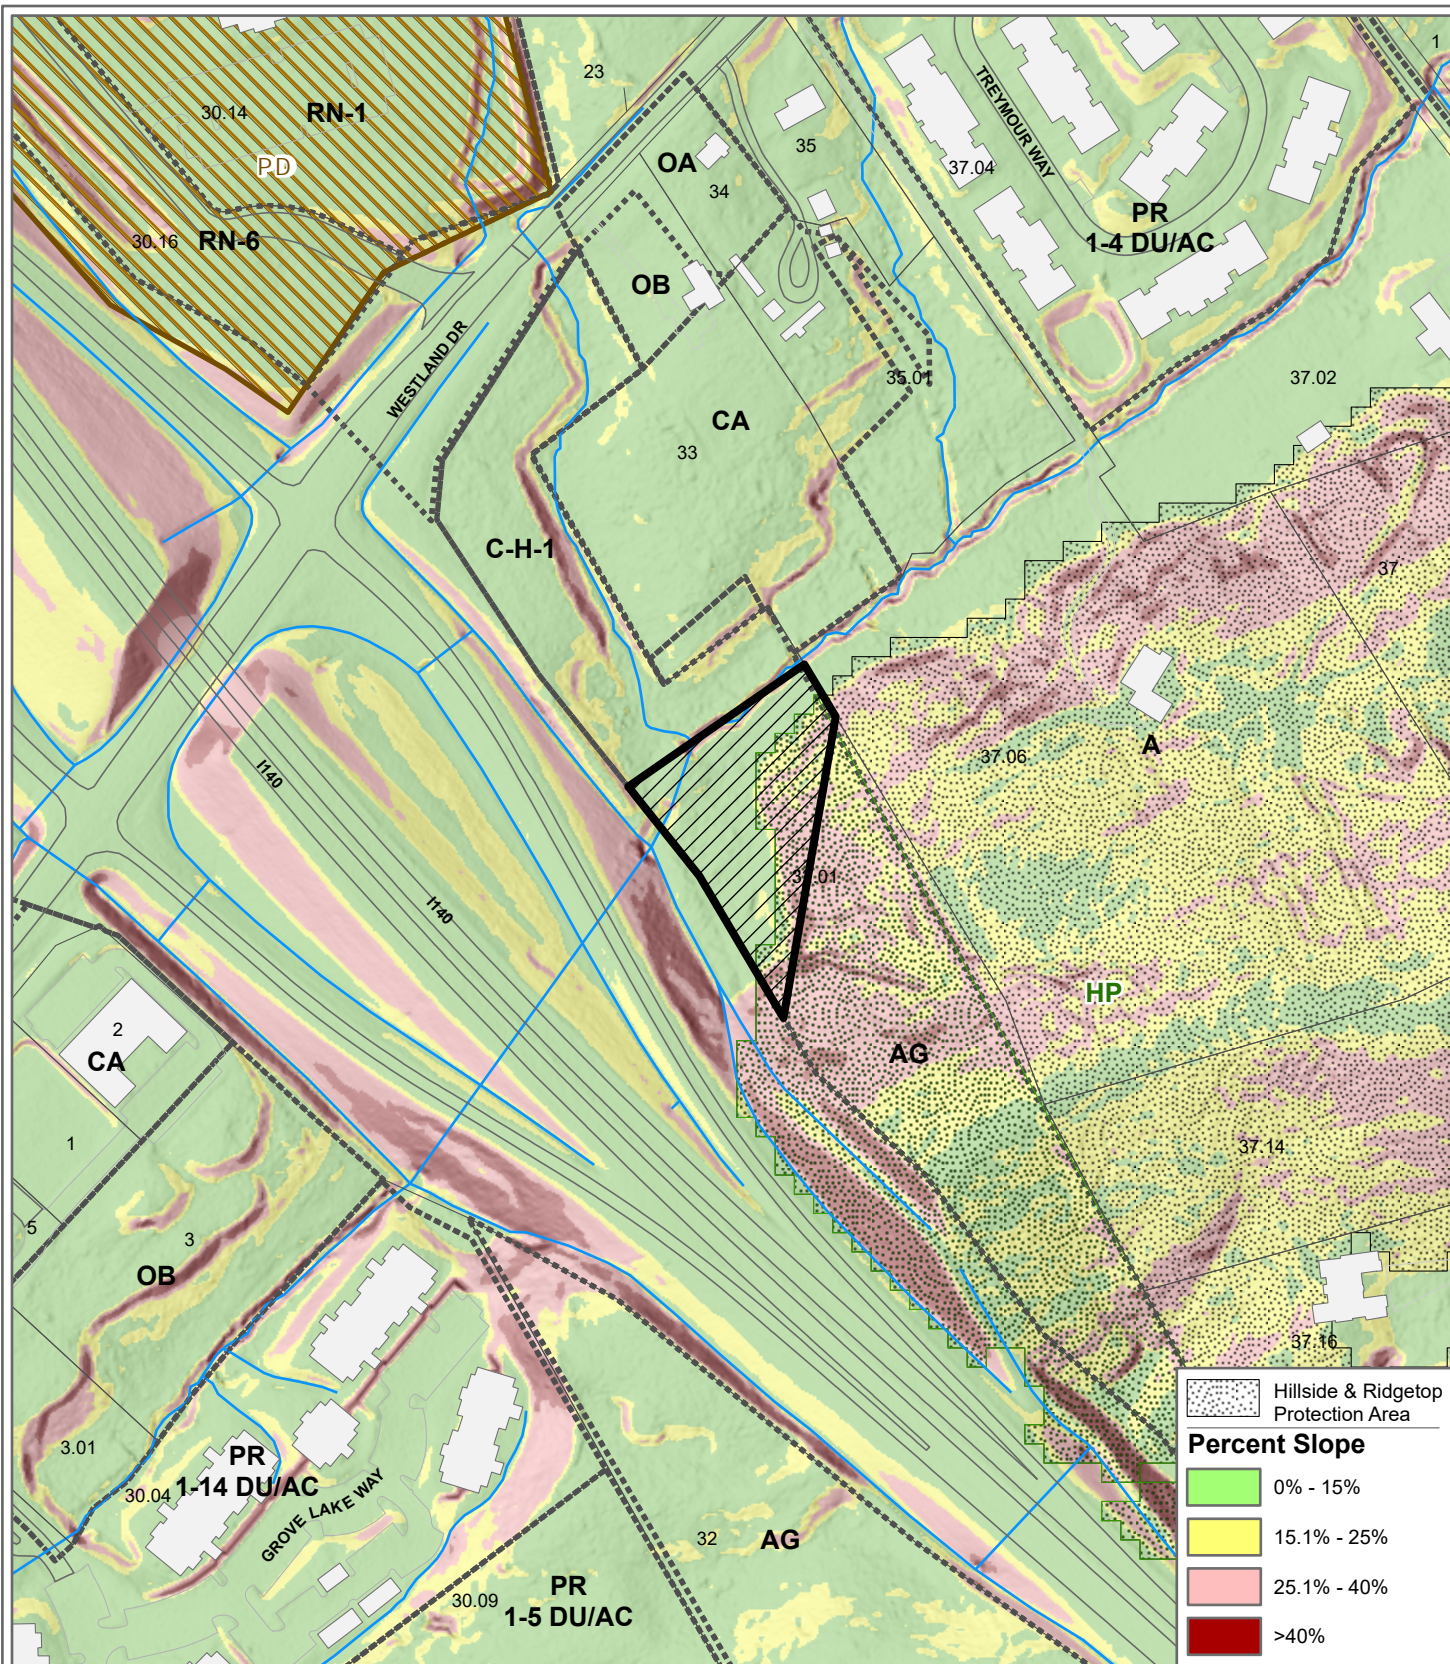 23
1
30.14
RN-1
PD
OA
35
34
37.04
TREYMOUR WAY
PR
1-4 DU/AC
30.16
RN-6
OB
WESTLAND DR
35.01
37.02
CA
33
C-H-1
37
A
37.06
I140
I140
HP
AG
2
CA
1
37.14
5
3
OB
37.16
3.01
30.04
PR
1-14 DU/AC
GROVE LAKE WAY
32
AG
30.09
PR
1-5 DU/AC
Hillside & Ridgetop
Protection Area
Percent Slope
0% - 15%
15.1% - 25%
25.1% - 40%
>40%